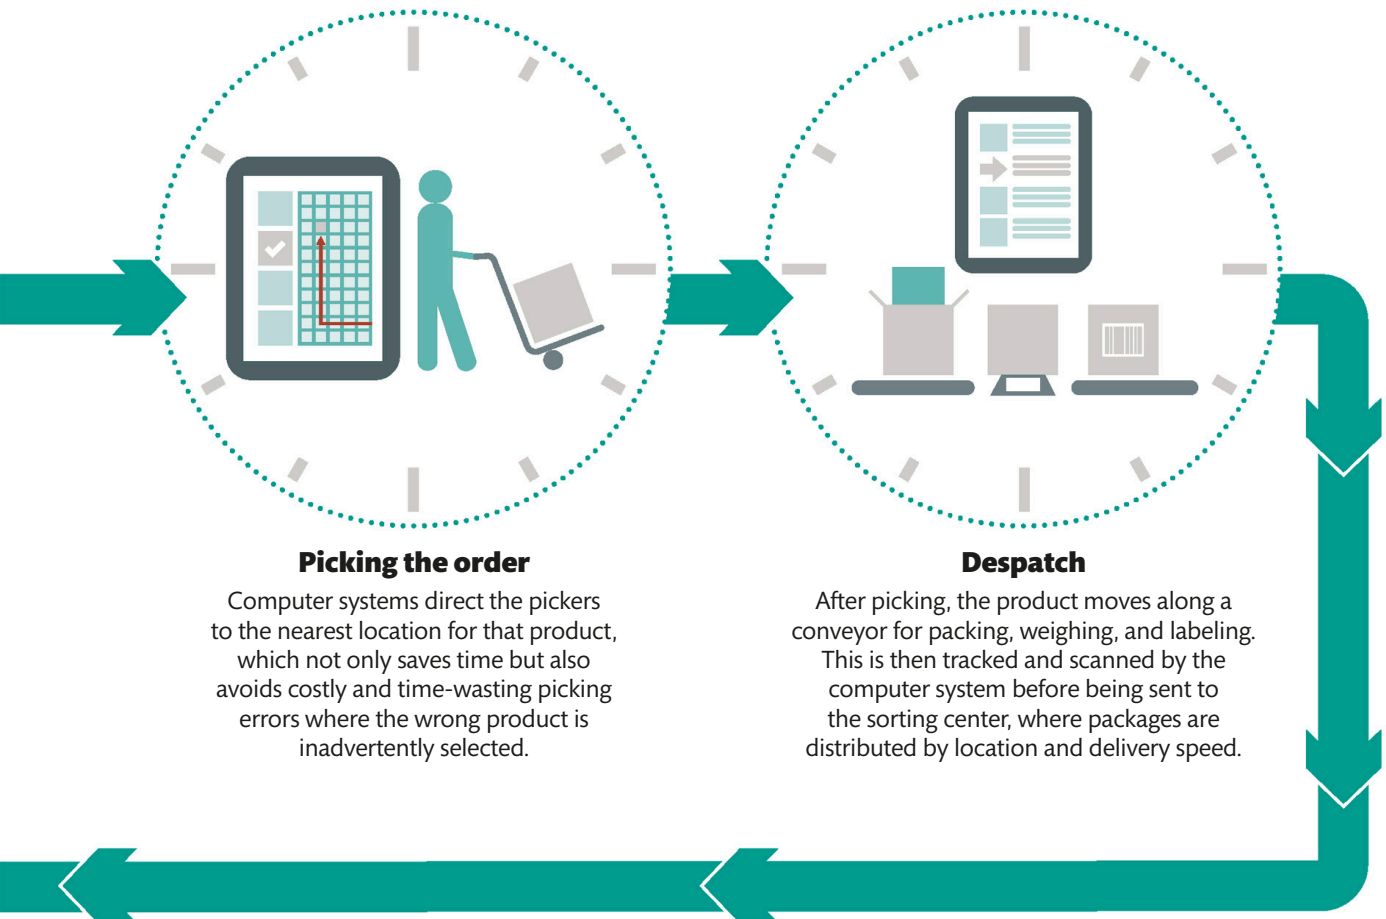 Picking the order
Computer systems direct the pickers
to the nearest location for that product,
which not only saves time but also
avoids costly and time-wasting picking
errors where the wrong product is
inadvertently selected.
Despatch
After picking, the product moves along a
conveyor for packing, weighing, and labeling.
This is then tracked and scanned by the
computer system before being sent to
the sorting center, where packages are
distributed by location and delivery speed.